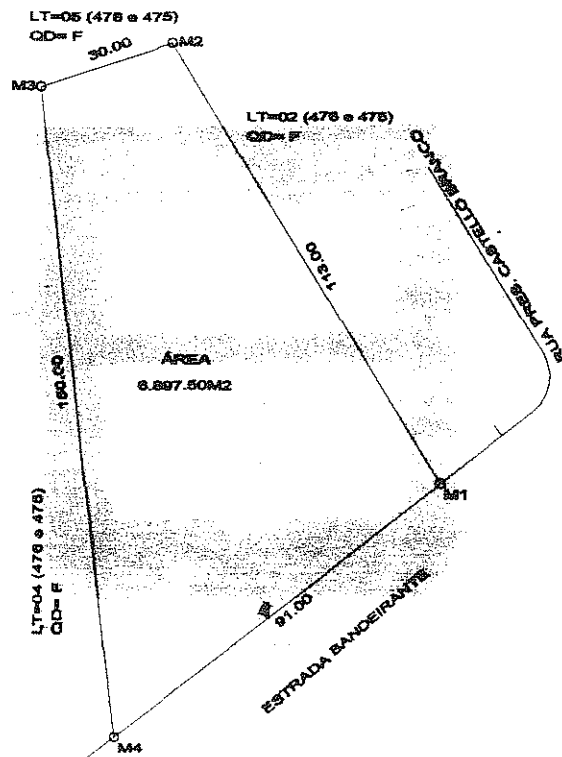 LT=05 (476 e 475)
QD= F
30.00
M2
M3
LT=02 (476 e 475)
QD= F
RUA PRES. CASTELLO BRANCO
113.00
150.00
ÁREA
6.897.50M2
M1
LT=04 (476 e 475)
QD= F
91.00
ESTRADA BANDEIRANTE
M4